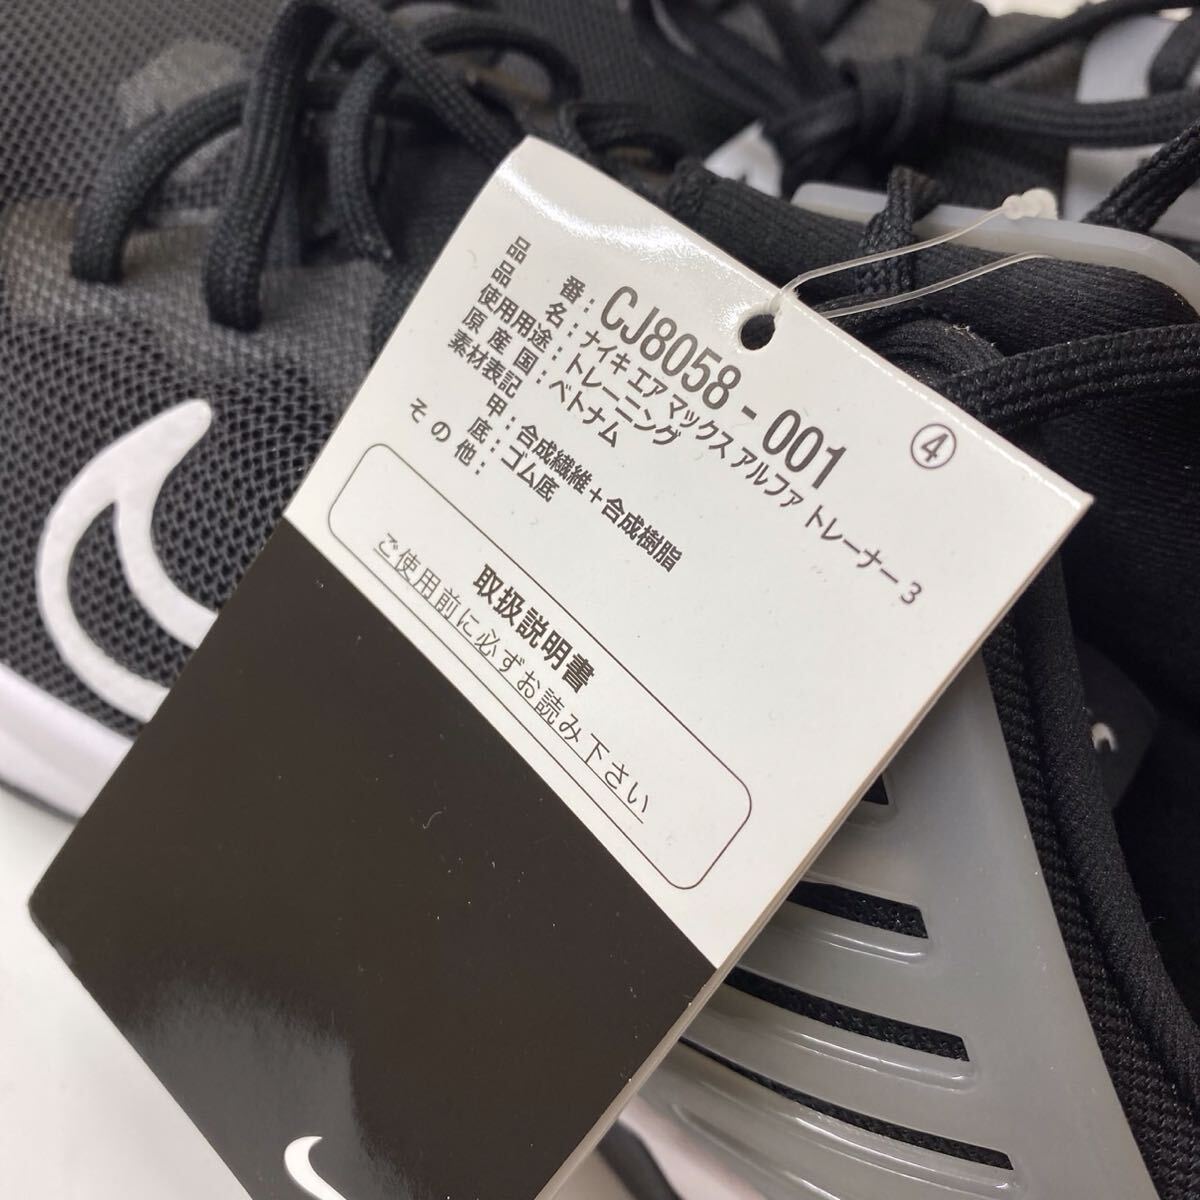 ④
品番：CJ8058-001
品名：ナイキ エア マックス アルファ トレーナー 3
使用用途：トレーニング
原産国：ベトナム
素材表記
甲：合成繊維+合成樹脂
底：ゴム底
その他：
取扱説明書
ご使用前に必ずお読み下さい